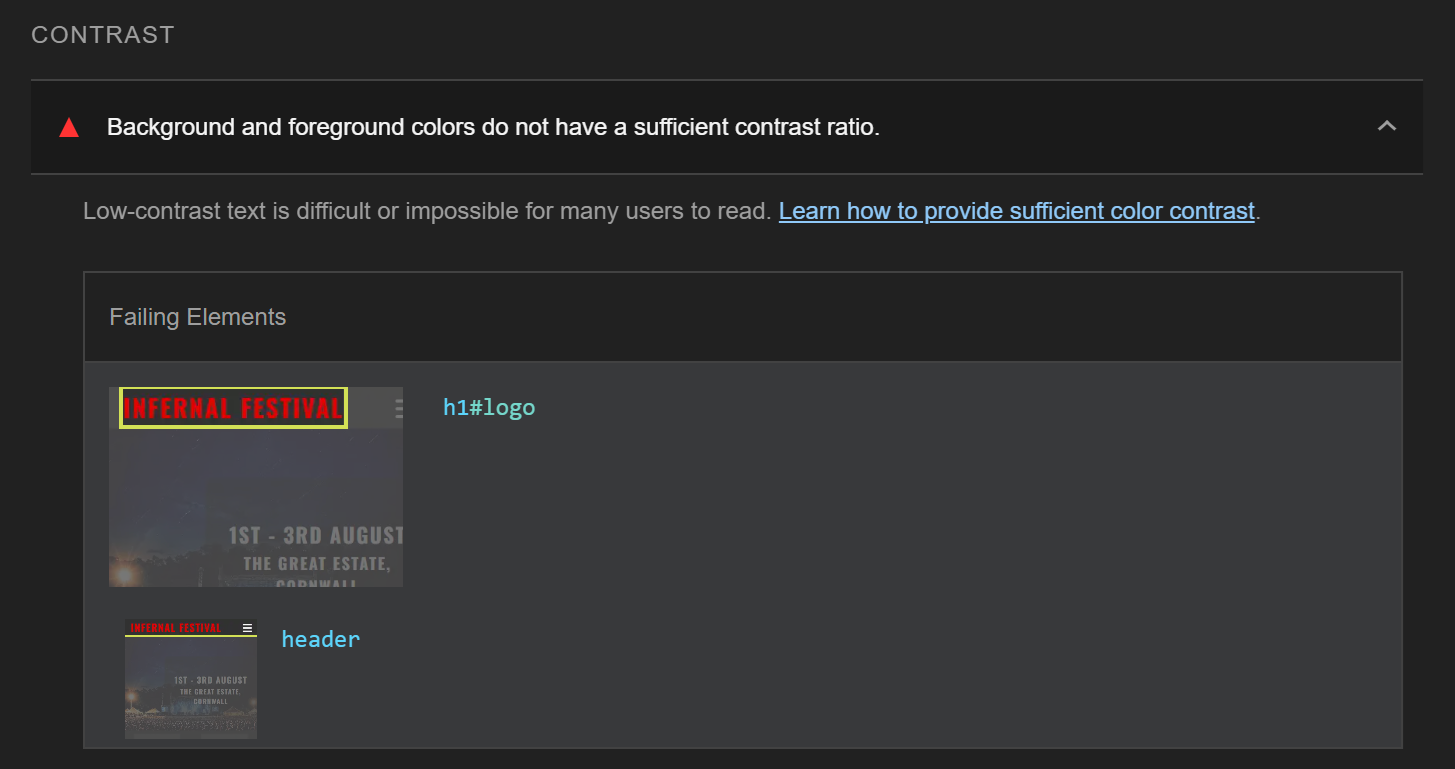 CONTRAST
Background and foreground colors do not have a sufficient contrast ratio.
Low-contrast text is difficult or impossible for many users to read. Learn how to provide sufficient color contrast.
Failing Elements
INFERNAL FESTIVAL
h1#logo
1ST - 3RD AUGUST
THE GREAT ESTATE,
CORNWALL
INFERNAL FESTIVAL
header
1ST - 3RD AUGUST
THE GREAT ESTATE,
CORNWALL